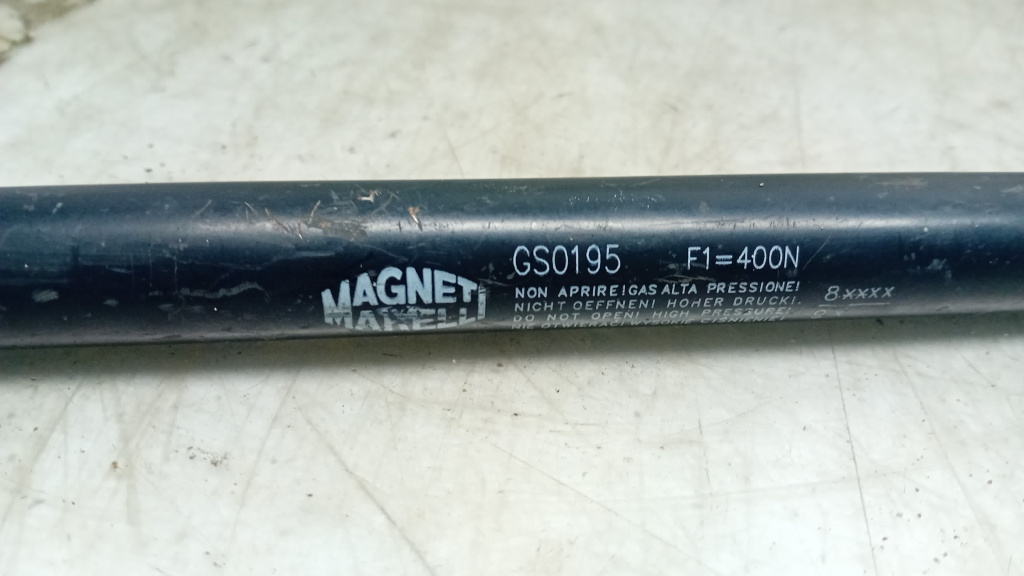 MAGNETI
MARELLI
GS0195 F1=400N
NON APRIRE!GAS ALTA PRESSIONE!
NICHT OEFFNEN! HOHER DRUCK!.
DO NOT OPEN! HIGH PRESSURE!
8xxxx